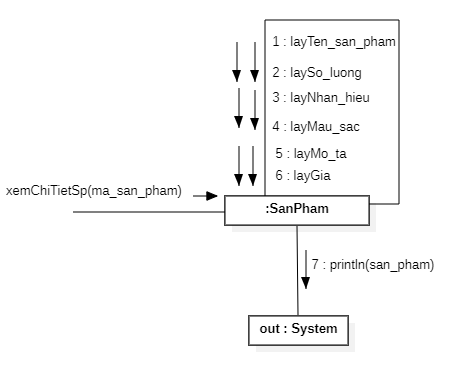 1 : layTen_san_pham
2 : laySo_luong
3 : layNhan_hieu
4 : layMau_sac
5 : layMo_ta
6 : layGia
xemChiTietSp(ma_san_pham)
:SanPham
7 : println(san_pham)
out : System